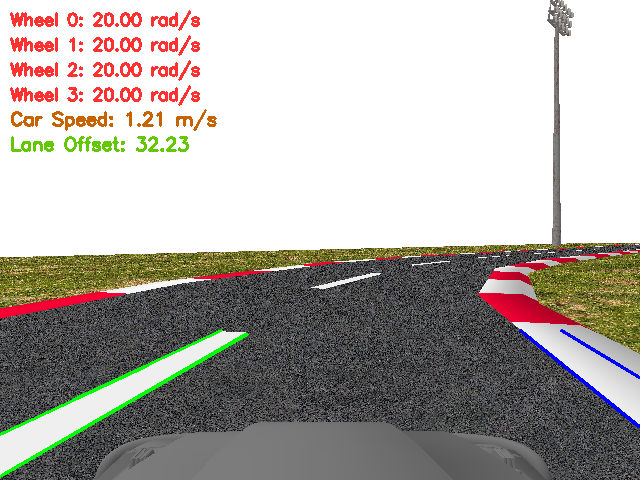 Wheel 0: 20.00 rad/s
Wheel 1: 20.00 rad/s
Wheel 2: 20.00 rad/s
Wheel 3: 20.00 rad/s
Car Speed: 1.21 m/s
Lane Offset: 32.23